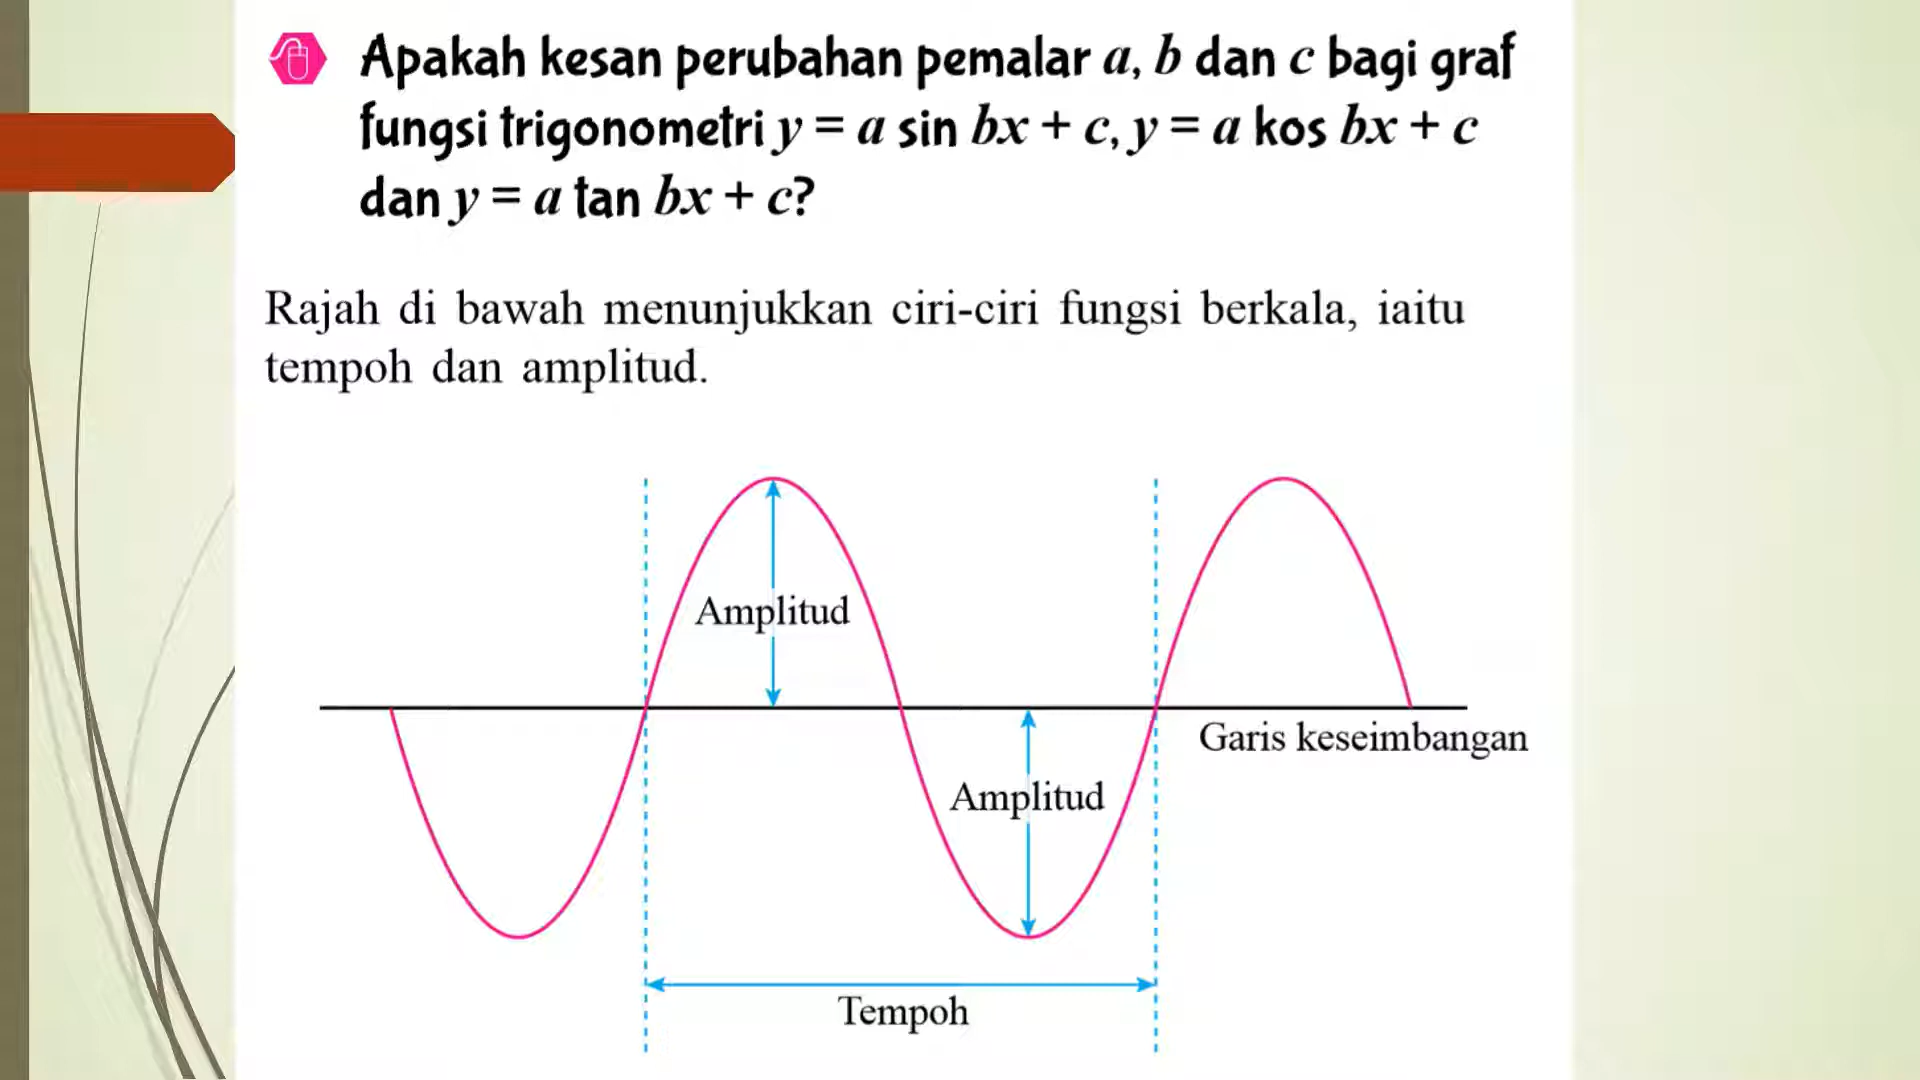 Apakah kesan perubahan pemalar a, b dan c bagi graf
fungsi trigonometri y = a sin bx + c, y = a kos bx + c
dan y = a tan bx + c?
Rajah di bawah menunjukkan ciri-ciri fungsi berkala, iaitu
tempoh dan amplitud.
Amplitud
Garis keseimbangan
Amplitud
Tempoh